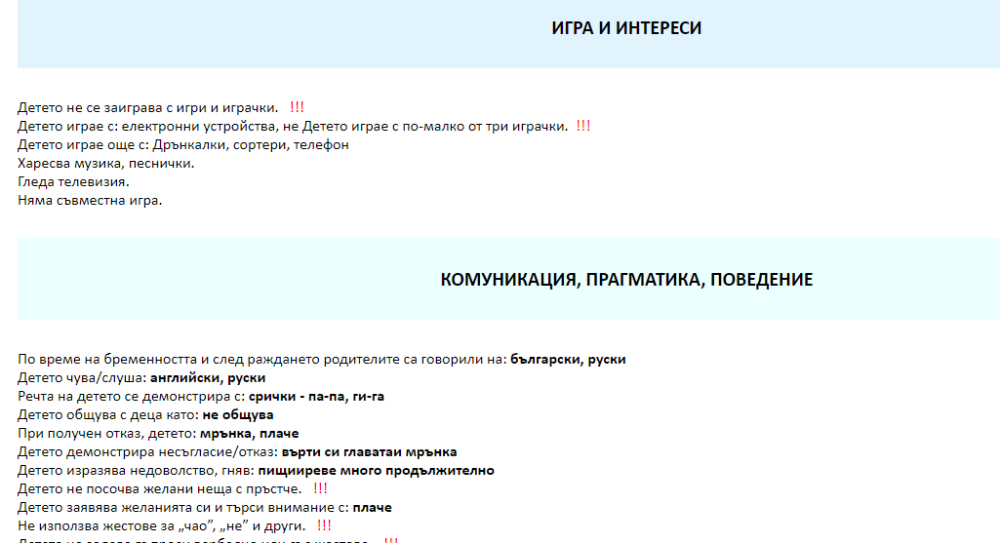 ИГРА И ИНТЕРЕСИ
Детето не се заиграва с игри и играчки. !!!
Детето играе с: електронни устройства, не Детето играе с по-малко от три играчки. !!!
Детето играе още с: Дрънкалки, сортери, телефон
Харесва музика, песнички.
Гледа телевизия.
Няма съвместна игра.
КОМУНИКАЦИЯ, ПРАГМАТИКА, ПОВЕДЕНИЕ
По време на бременността и след раждането родителите са говорили на: български, руски
Детето чува/слуша: английски, руски
Речта на детето се демонстрира с: срички - па-па, ги-га
Детето общува с деца като: не общува
При получен отказ, детето: мрънка, плаче
Детето демонстрира несъгласие/отказ: върти си главатаи мрънка
Детето изразява недоволство, гняв: пищииреве много продължително
Детето не посочва желани неща с пръстче. !!!
Детето заявява желанията си и търси внимание с: плаче
Не използва жестове за „чао”, „не” и други. !!!